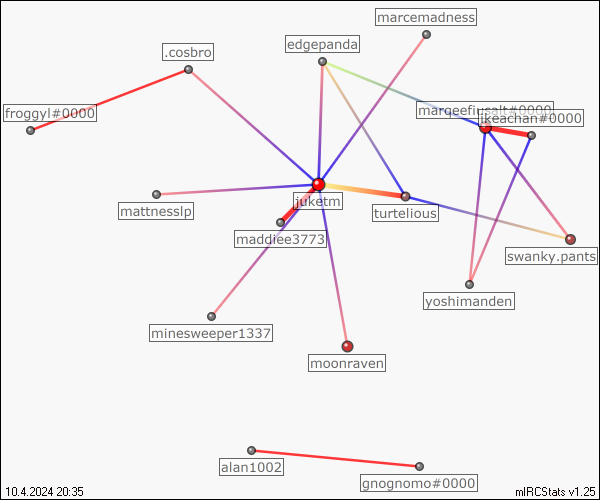 marcemadness
edgepanda
.cosbro
froggyl#0000
marqeefiusalt#0000
ikeachan#0000
mattnesslp
juketm
turtelious
maddiee3773
swanky.pants
yoshimanden
minesweeper1337
moonraven
alan1002
gnognomo#0000
10.4.2024 20:35
mIRCStats v1.25